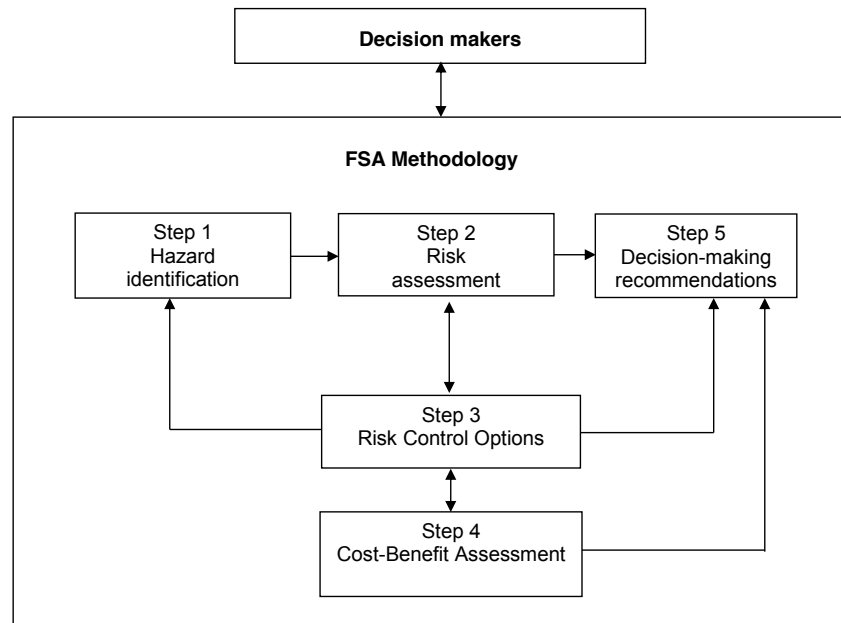 Decision makers
FSA Methodology
Step 1
Hazard
identification
Step 2
Risk
assessment
Step 5
Decision-making
recommendations
Step 3
Risk Control Options
Step 4
Cost-Benefit Assessment